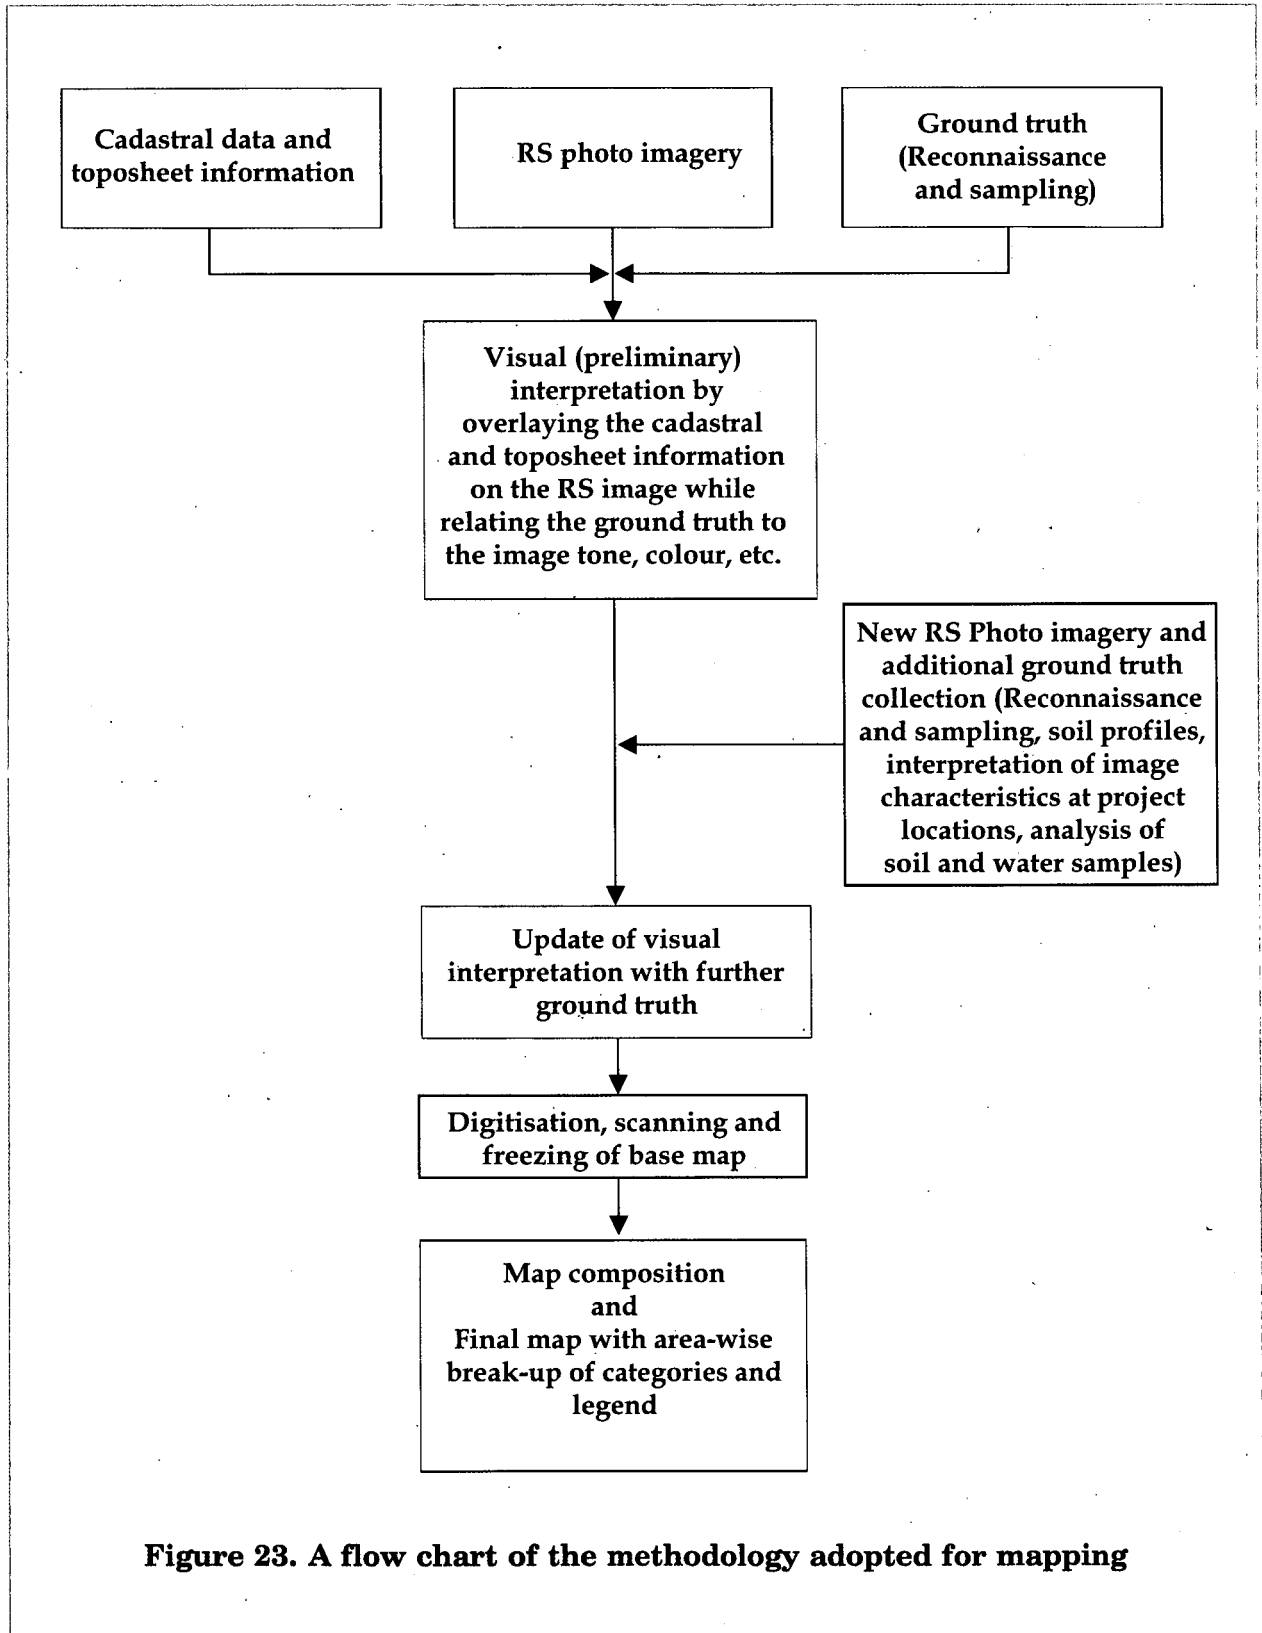 Cadastral data and
toposheet information
RS photo imagery
Ground truth
(Reconnaissance
and sampling)
Visual (preliminary)
interpretation by
overlaying the cadastral
and toposheet information
on the RS image while
relating the ground truth to
the image tone, colour, etc.
New RS Photo imagery and
additional ground truth
collection (Reconnaissance
and sampling, soil profiles,
interpretation of image
characteristics at project
locations, analysis of
soil and water samples)
Update of visual
interpretation with further
ground truth
Digitisation, scanning and
freezing of base map
Map composition
and
Final map with area-wise
break-up of categories and
legend
Figure 23. A flow chart of the methodology adopted for mapping